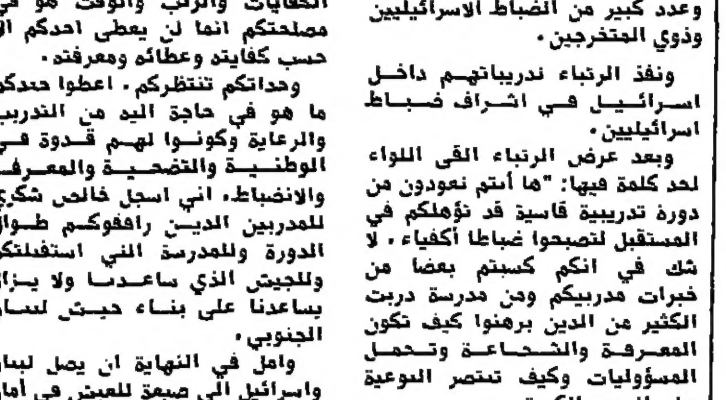 وعدد كبير من الضباط الاسرائيليين
وذوي المتخرجين.
ونفذ الرتباء تدريباتهم داخل
اسرائيل في اشراف ضباط
اسرائيليين.
وبعد عرض الرتباء القى اللواء
لحد كلمة فيها: "ها أنتم تعودون من
دورة تدريبية قاسية قد تؤهلكم في
المستقبل لتصبحوا ضباطا أكفياء. لا
شك في انكم كسبتم بعضا من
خبرات مدربيكم ومن مدرسة دربت
الكثير من الذين برهنوا كيف تكون
المعرفة والشجاعة وتحمل
المسؤوليات وكيف تنتصر النوعية
الكفايات والرتب والوقت هو في
مصلحتكم انما لن يعطى احدكم الا
حسب كفايته وعطائه ومعرفته.
وحداتكم تنتظركم. اعطوا جندكم
ما هو في حاجة اليه من التدريب
والرعاية وكونوا لهم قدوة في
الوطنية والتضحية والمعرفة
والانضباط. اني اسجل خالص شكري
للمدربين الذين رافقوكم طوال
الدورة وللمدرسة التي استقبلتكم
وللجيش الذي ساعدنا ولا يزال
يساعدنا على بناء جيش لبنان
الجنوبي.
وامل في النهاية ان يصل لبنان
واسرائيل الى صيغة للعيش في أمان